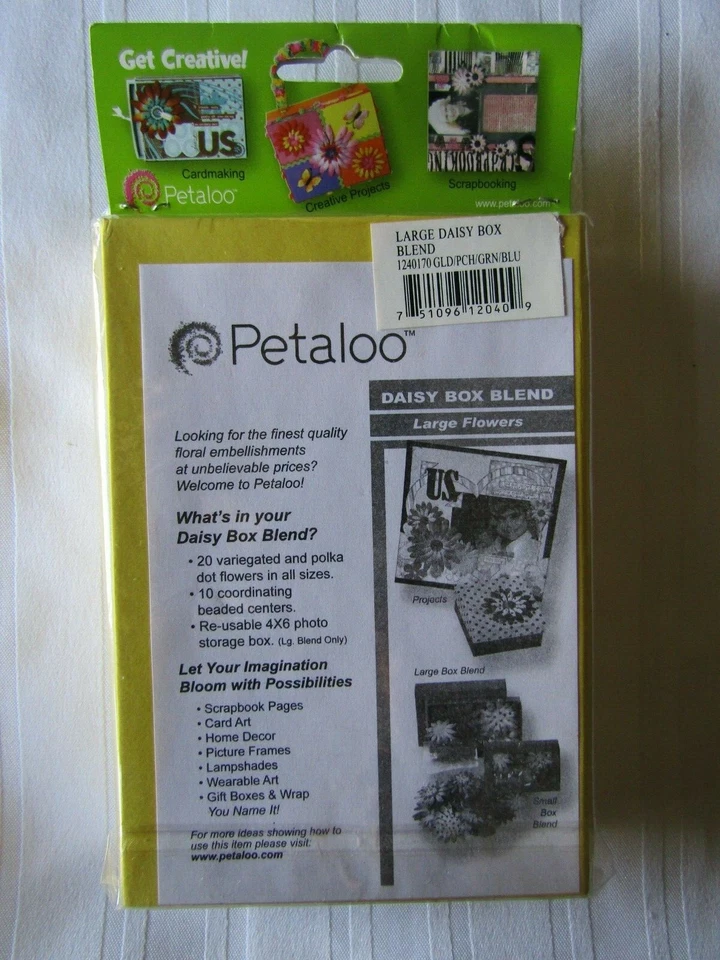 Get Creative!
US
Cardmaking
Creative Projects
Scrapbooking
Petaloo™
LARGE DAISY BOX
BLEND
1240170 GLD/PCH/GRN/BLU
7 51096 12040 9
Petaloo™
DAISY BOX BLEND
Large Flowers
Looking for the finest quality
floral embellishments
at unbelievable prices?
Welcome to Petaloo!
What's in your
Daisy Box Blend?
• 20 variegated and polka
dot flowers in all sizes.
• 10 coordinating
beaded centers.
• Re-usable 4X6 photo
storage box. (Lg. Blend Only)
Let Your Imagination
Bloom with Possibilities
• Scrapbook Pages
• Card Art
• Home Decor
• Picture Frames
• Lampshades
• Wearable Art
• Gift Boxes & Wrap
You Name It!
For more ideas showing how to
use this item please visit:
www.petaloo.com
US
Projects
Large Box Blend
Small
Box
Blend